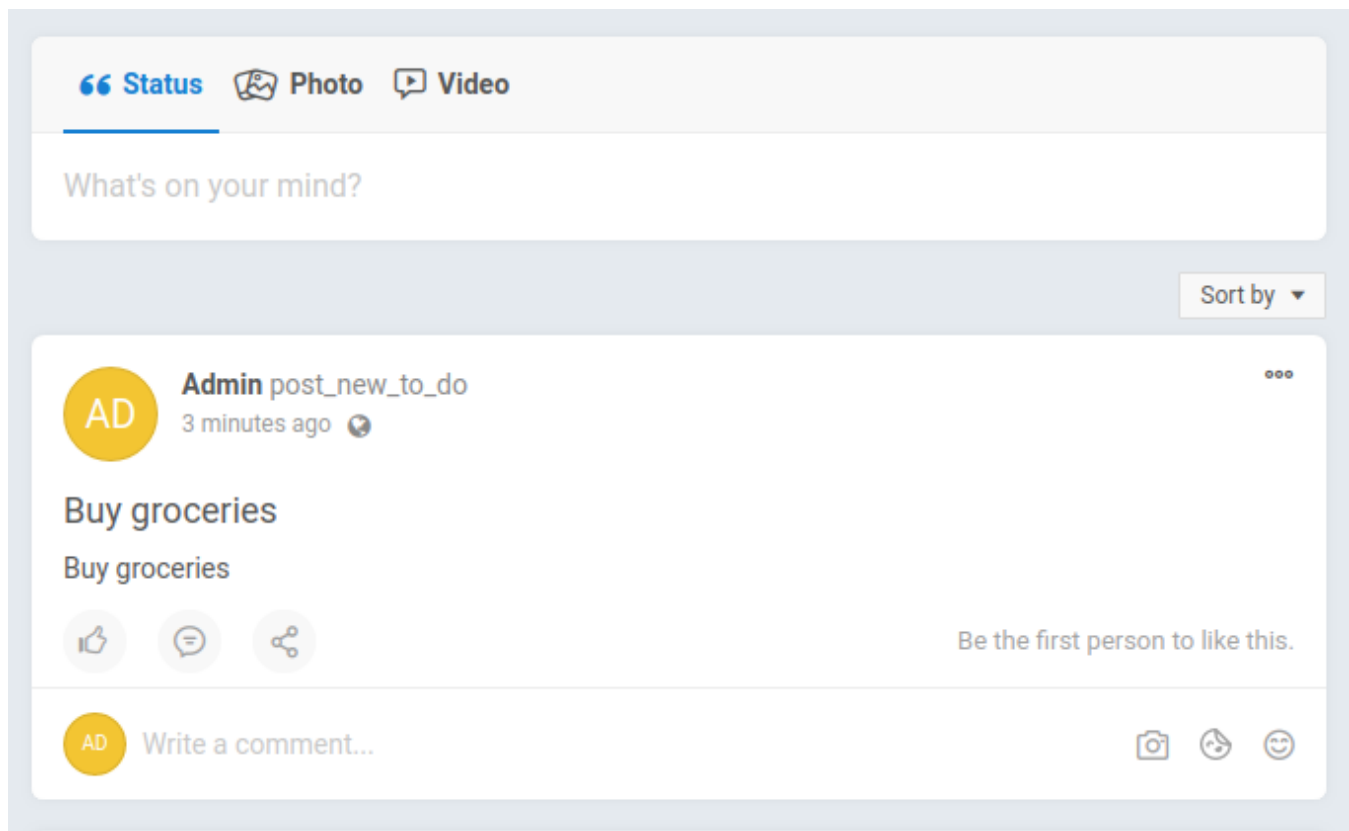 Status Photo Video
What's on your mind?
Sort by
Admin post_new_to_do
AD
3 minutes ago
Buy groceries
Buy groceries
Be the first person to like this.
AD Write a comment...